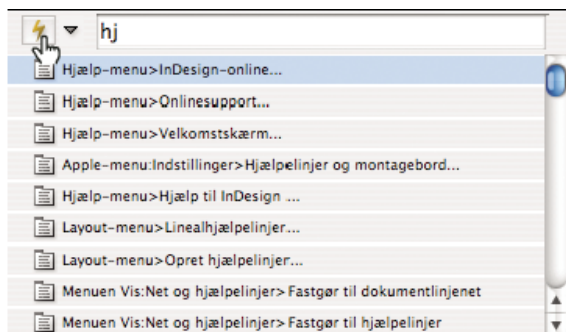 hj
Hjælp-menu>InDesign-online...
Hjælp-menu>Onlinesupport...
Hjælp-menu>Velkomstskærm...
Apple-menu:Indstillinger>Hjælpelinjer og montagebord...
Hjælp-menu>Hjælp til InDesign ...
Layout-menu>Linealhjælpelinjer...
Layout-menu>Opret hjælpelinjer...
Menuen Vis:Net og hjælpelinjer>Fastgør til dokumentlinjenet
Menuen Vis:Net og hjælpelinjer>Fastgør til hjælpelinjer